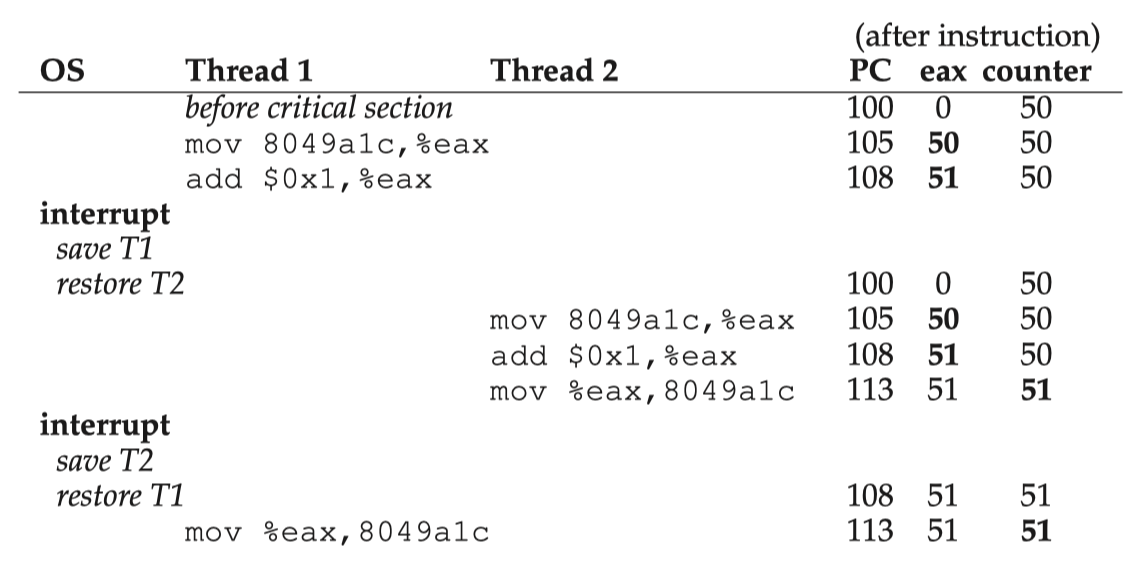 (after instruction)
OS Thread 1 Thread 2 PC eax counter
before critical section 100 0 50
mov 8049a1c,%eax 105 50 50
add $0x1,%eax 108 51 50
interrupt
save T1
restore T2 100 0 50
mov 8049a1c,%eax 105 50 50
add $0x1,%eax 108 51 50
mov %eax,8049a1c 113 51 51
interrupt
save T2
restore T1 108 51 51
mov %eax,8049a1c 113 51 51